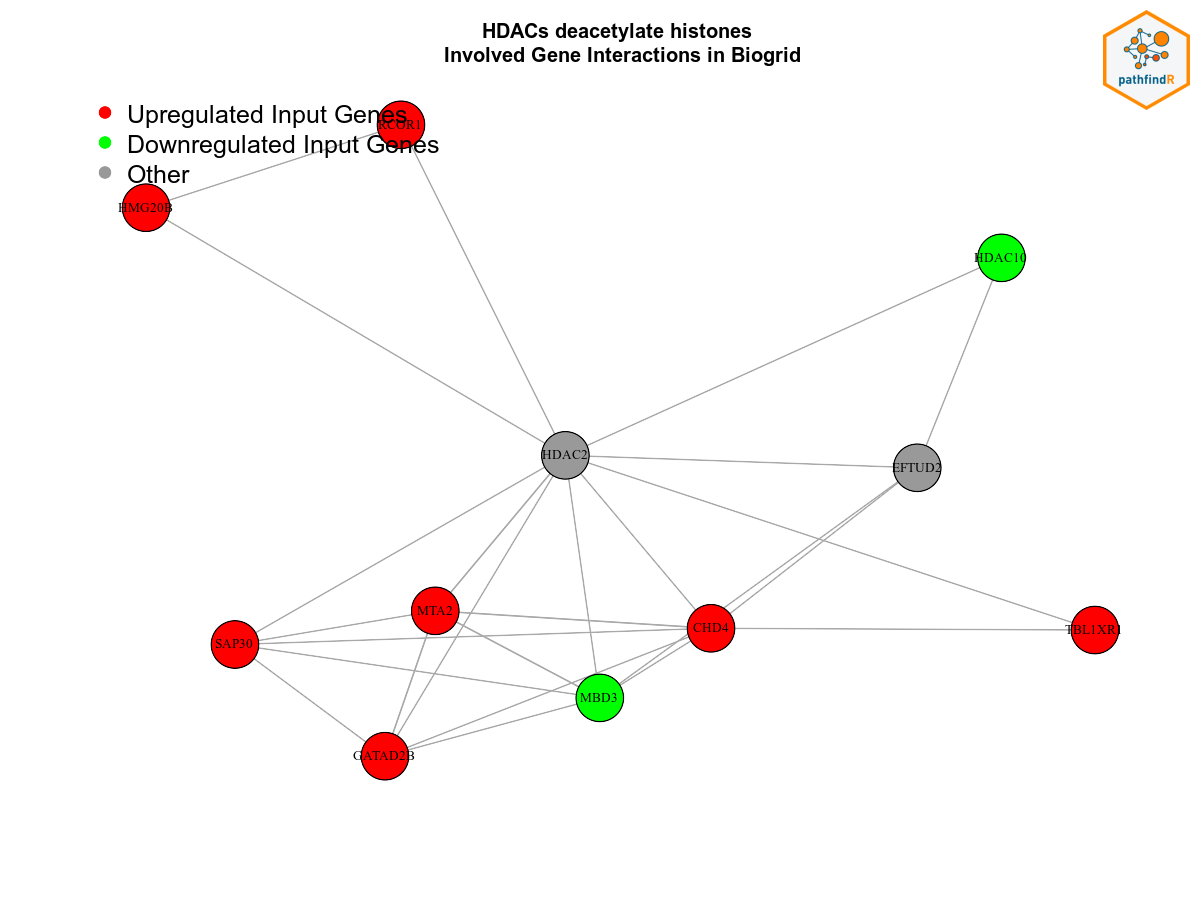 HDACs deacetylate histones
Involved Gene Interactions in Biogrid
pathfindR
Upregulated Input Genes
Downregulated Input Genes
Other
RCOR1
HMG20B
HDAC10
HDAC2
EFTUD2
MTA2
CHD4
TBL1XR1
SAP30
MBD3
GATAD2B